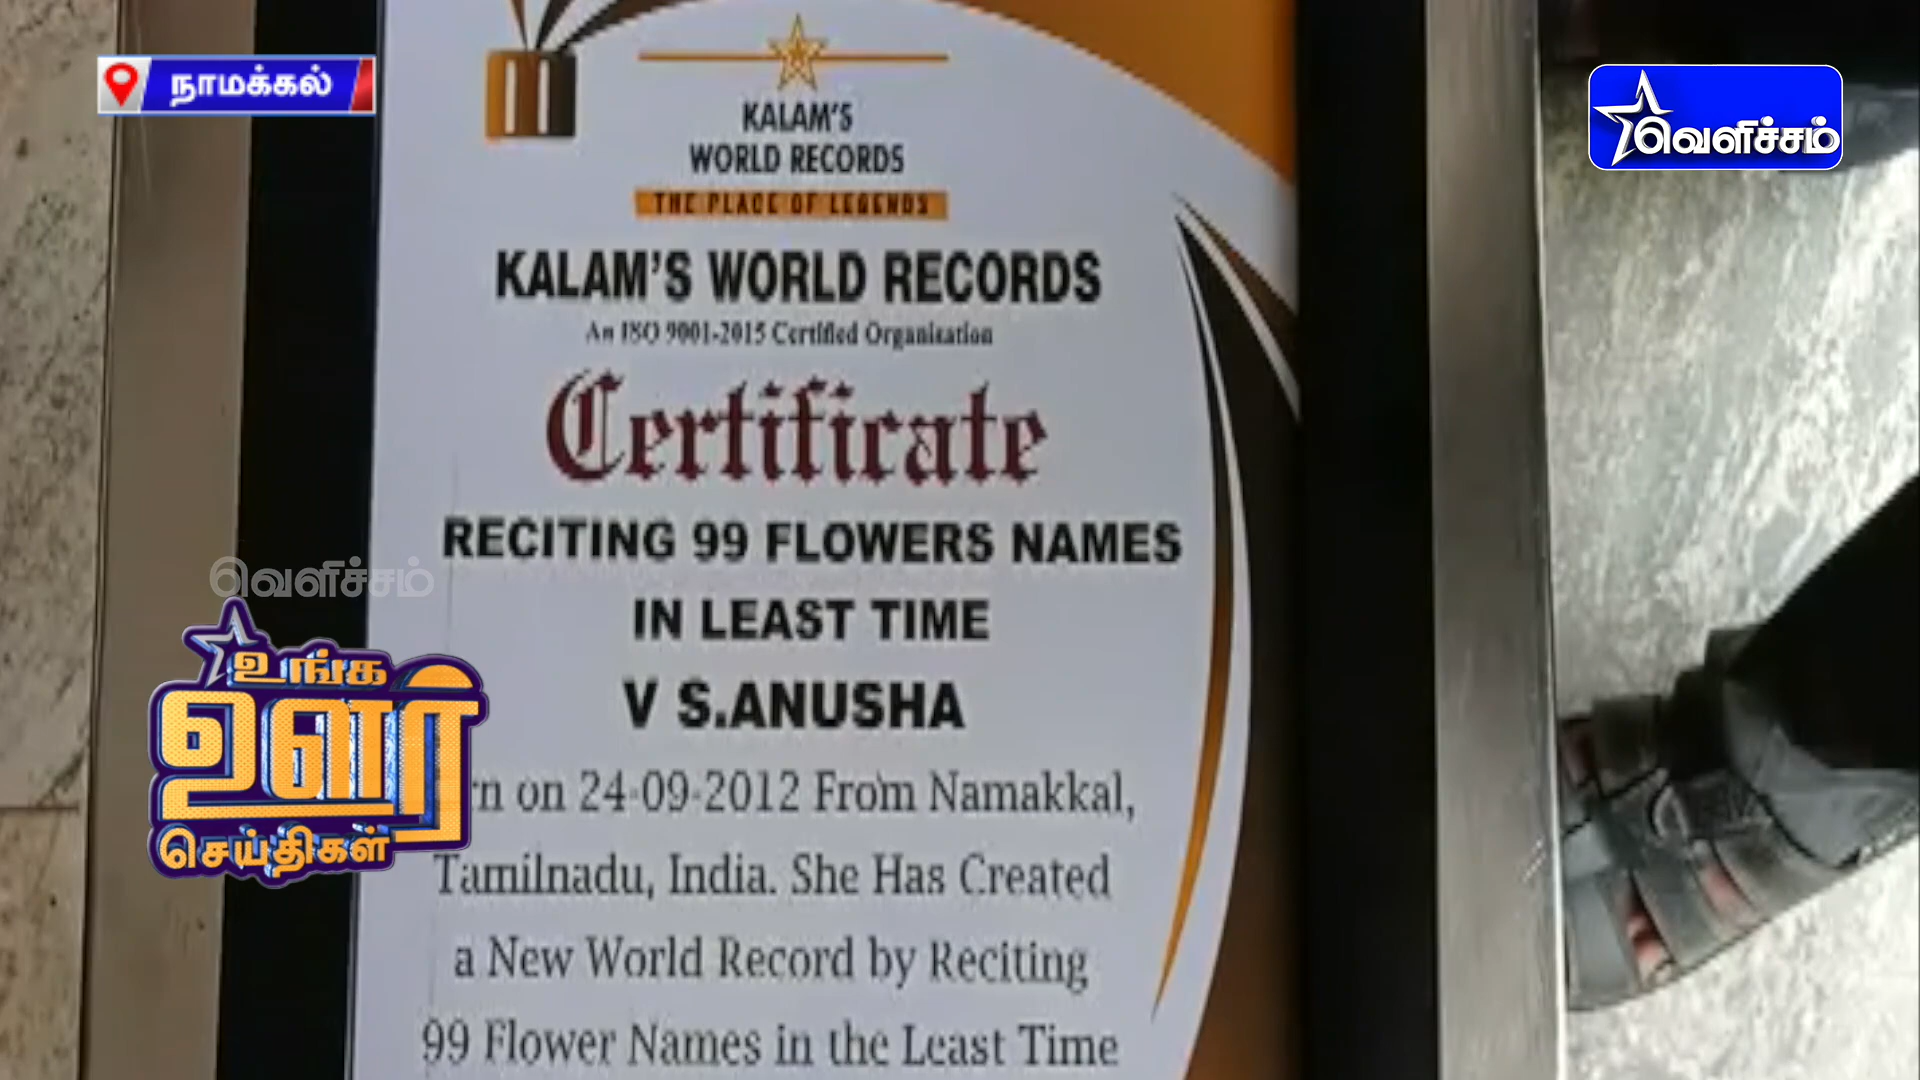 நாமக்கல்
வெளிச்சம்
KALAM'S
WORLD RECORDS
THE PLACE OF LEGENDS
KALAM'S WORLD RECORDS
An ISO 9001-2015 Certified Organisation
Certificate
RECITING 99 FLOWERS NAMES
IN LEAST TIME
V S.ANUSHA
rn on 24-09-2012 From Namakkal,
Tamilnadu, India. She Has Created
a New World Record by Reciting
99 Flower Names in the Least Time
வெளிச்சம்
உங்க
ஊர்
செய்திகள்